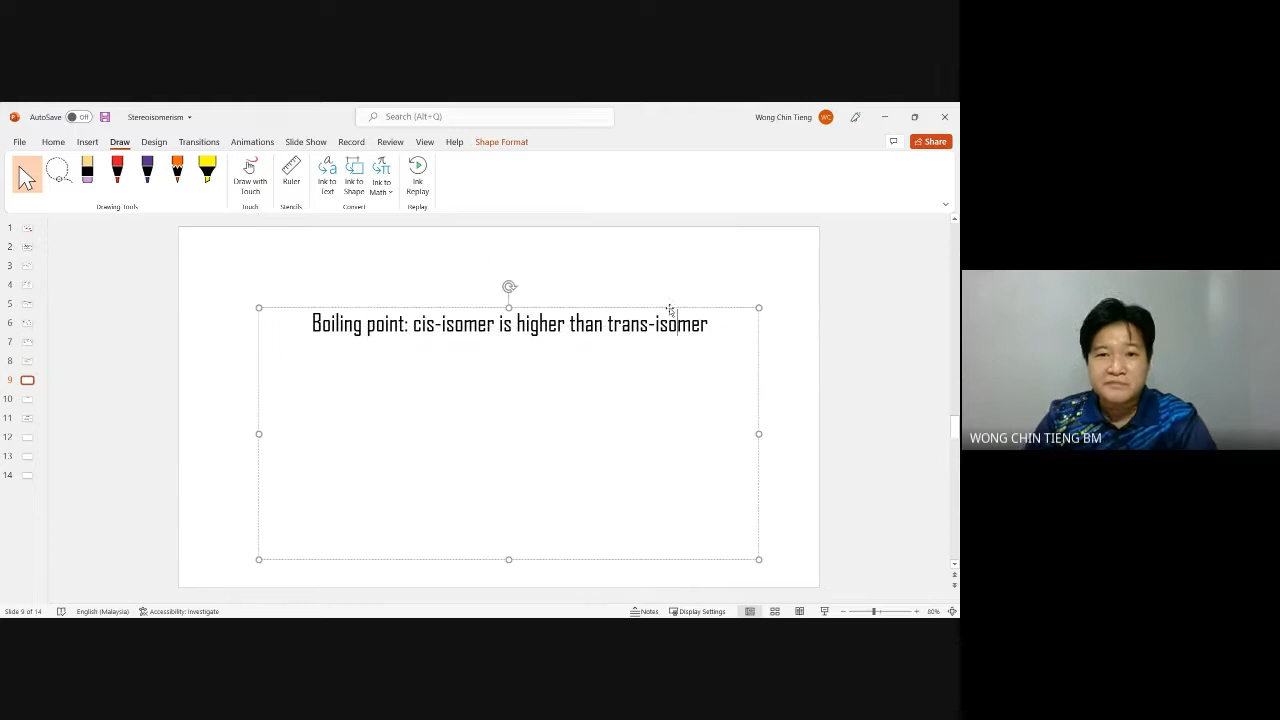 AutoSave Off Stereoisomerism Search (Alt+Q) Wong Chin Tieng WC
File Home Insert Draw Design Transitions Animations Slide Show Record Review View Help Shape Format Share
Draw with Touch Ruler Ink to Text Ink to Shape Ink to Math Ink Replay
Drawing Tools Touch Stencils Convert Replay
1
2
3
4
5
6
7
8
9
10
11
12
13
14
Boiling point: cis-isomer is higher than trans-isomer
WONG CHIN TIENG BM
Slide 9 of 14 English (Malaysia) Accessibility: Investigate Notes Display Settings 80%